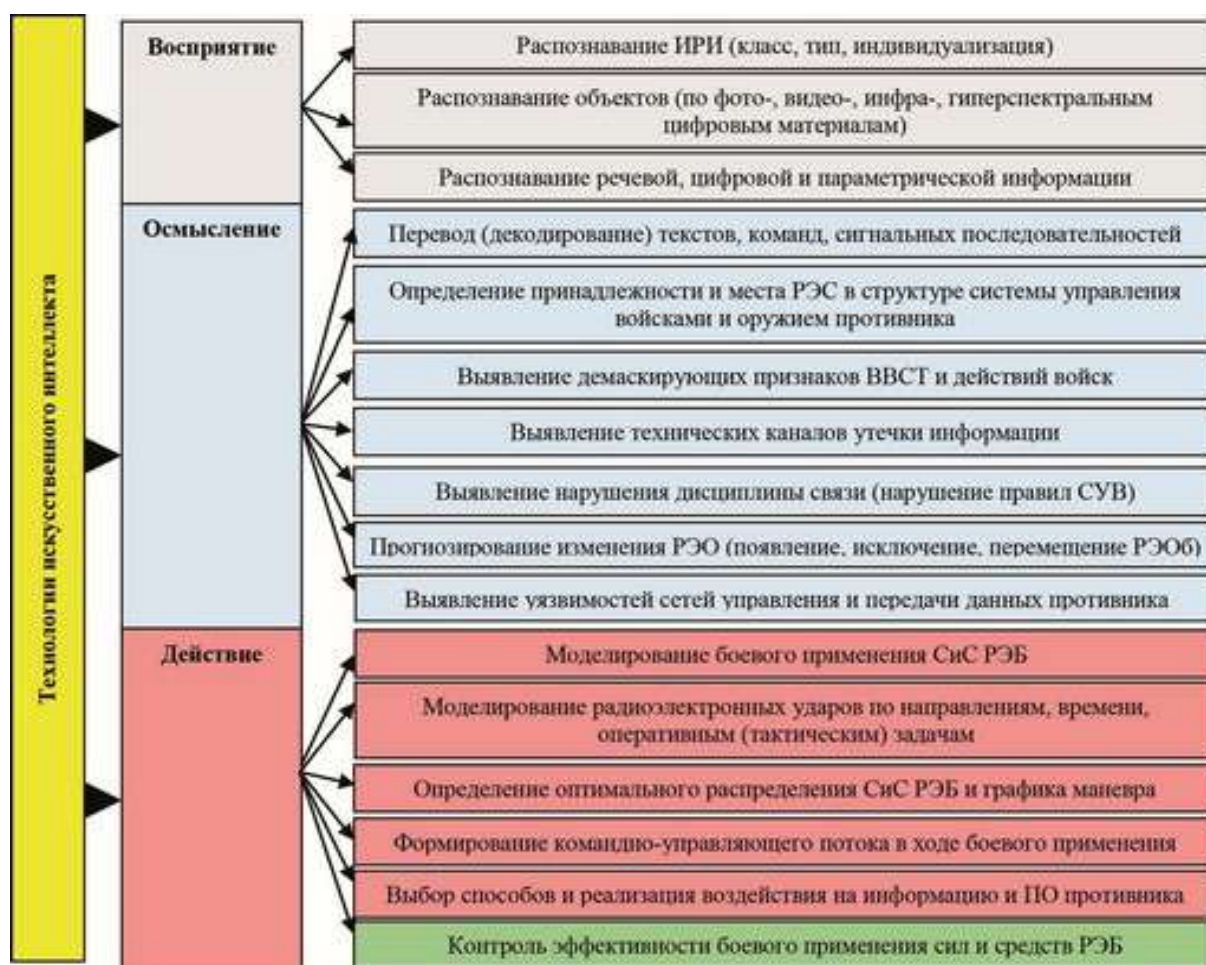 Технологии искусственного интеллекта
Восприятие
Распознавание ИРИ (класс, тип, индивидуализация)
Распознавание объектов (по фото-, видео-, инфра-, гиперспектральным
цифровым материалам)
Распознавание речевой, цифровой и параметрической информации
Осмысление
Перевод (декодирование) текстов, команд, сигнальных последовательностей
Определение принадлежности и места РЭС в структуре системы управления
войсками и оружием противника
Выявление демаскирующих признаков ВВСТ и действий войск
Выявление технических каналов утечки информации
Выявление нарушения дисциплины связи (нарушение правил СУВ)
Прогнозирование изменения РЭО (появление, исключение, перемещение РЭОб)
Выявление уязвимостей сетей управления и передачи данных противника
Действие
Моделирование боевого применения СиС РЭБ
Моделирование радиоэлектронных ударов по направлениям, времени,
оперативным (тактическим) задачам
Определение оптимального распределения СиС РЭБ и графика маневра
Формирование командно-управляющего потока в ходе боевого применения
Выбор способов и реализация воздействия на информацию и ПО противника
Контроль эффективности боевого применения сил и средств РЭБ